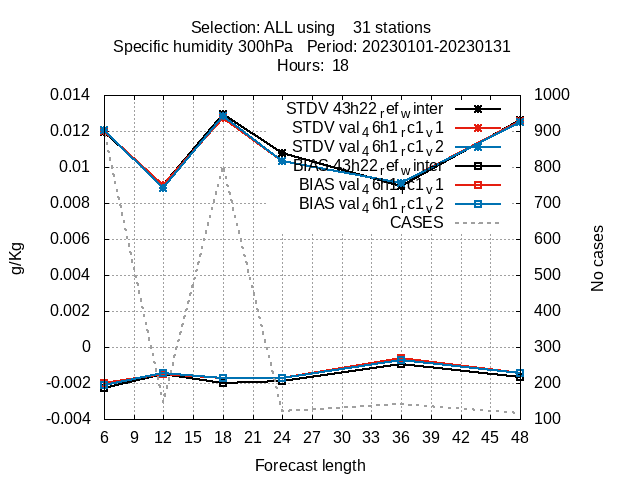 Selection: ALL using 31 stations
Specific humidity 300hPa Period: 20230101-20230131
Hours: 18
STDV 43h22_ref_winter
STDV val_46h1_rc1_v1
STDV val_46h1_rc1_v2
BIAS 43h22_ref_winter
BIAS val_46h1_rc1_v1
BIAS val_46h1_rc1_v2
CASES
0.014
0.012
0.01
0.008
0.006
0.004
0.002
0
-0.002
-0.004
g/Kg
1000
900
800
700
600
500
400
300
200
100
No cases
6 9 12 15 18 21 24 27 30 33 36 39 42 45 48
Forecast length